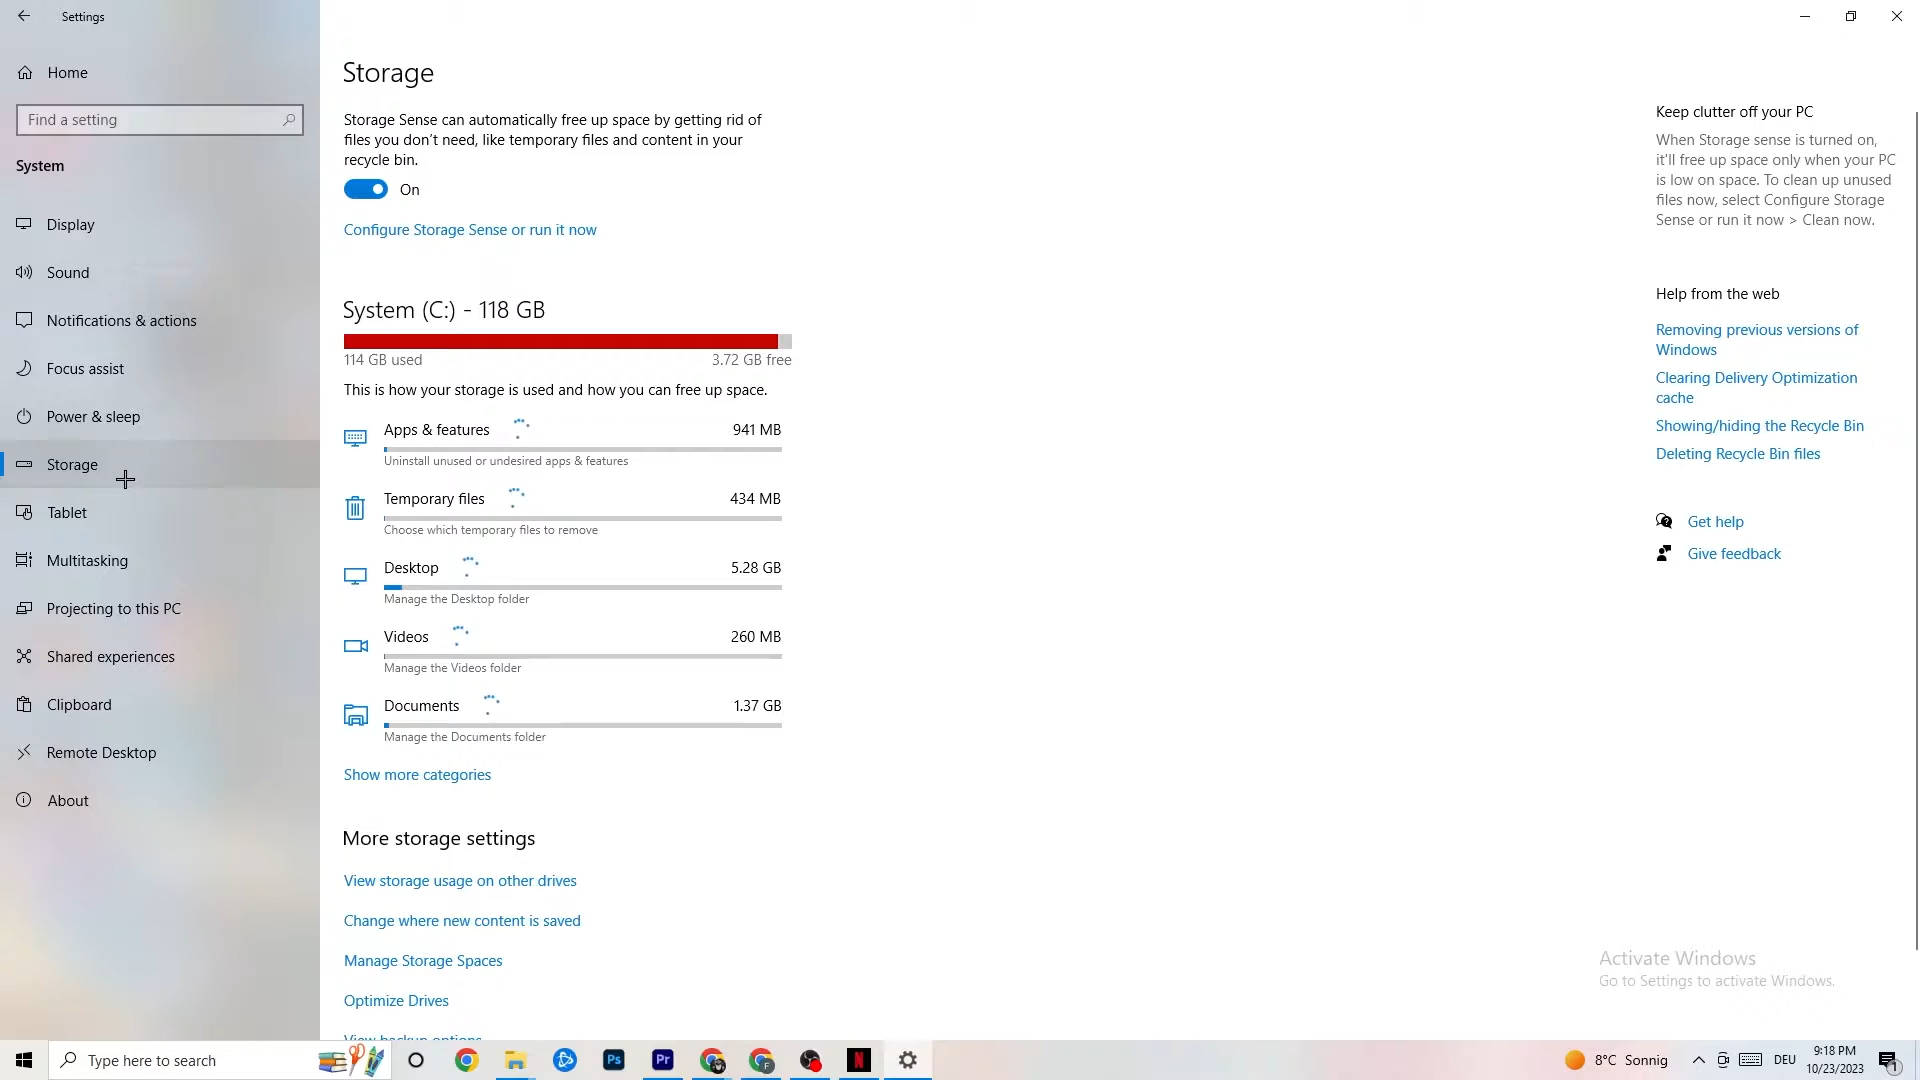 Settings
Home
Find a setting
System
Display
Sound
Notifications & actions
Focus assist
Power & sleep
Storage
Tablet
Multitasking
Projecting to this PC
Shared experiences
Clipboard
Remote Desktop
About
Storage
Storage Sense can automatically free up space by getting rid of
files you don't need, like temporary files and content in your
recycle bin.
On
Configure Storage Sense or run it now
System (C:) - 118 GB
114 GB used
3.72 GB free
This is how your storage is used and how you can free up space.
Apps & features 941 MB
Uninstall unused or undesired apps & features
Temporary files 434 MB
Choose which temporary files to remove
Desktop 5.28 GB
Manage the Desktop folder
Videos 260 MB
Manage the Videos folder
Documents 1.37 GB
Manage the Documents folder
Show more categories
More storage settings
View storage usage on other drives
Change where new content is saved
Manage Storage Spaces
Optimize Drives
View backup options
Keep clutter off your PC
When Storage sense is turned on,
it'll free up space only when your PC
is low on space. To clean up unused
files now, select Configure Storage
Sense or run it now > Clean now.
Help from the web
Removing previous versions of
Windows
Clearing Delivery Optimization
cache
Showing/hiding the Recycle Bin
Deleting Recycle Bin files
Get help
Give feedback
Activate Windows
Go to Settings to activate Windows.
Type here to search
Ps
Pr
F
N
8°C Sonnig
DEU
9:18 PM
10/23/2023
1